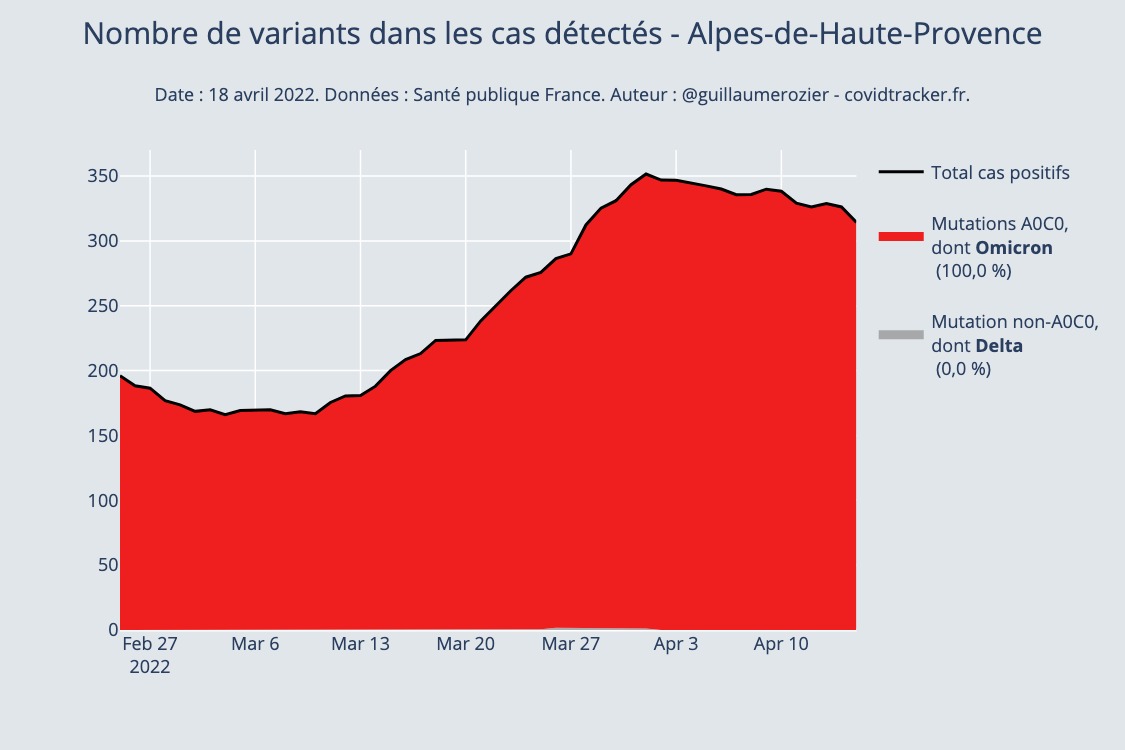 Nombre de variants dans les cas détectés - Alpes-de-Haute-Provence
Date : 18 avril 2022. Données : Santé publique France. Auteur : @guillaumerozier - covidtracker.fr.
350
300
250
200
150
100
50
0
Feb 27
2022
Mar 6
Mar 13
Mar 20
Mar 27
Apr 3
Apr 10
Total cas positifs
Mutations A0C0,
dont Omicron
(100,0 %)
Mutation non-A0C0,
dont Delta
(0,0 %)